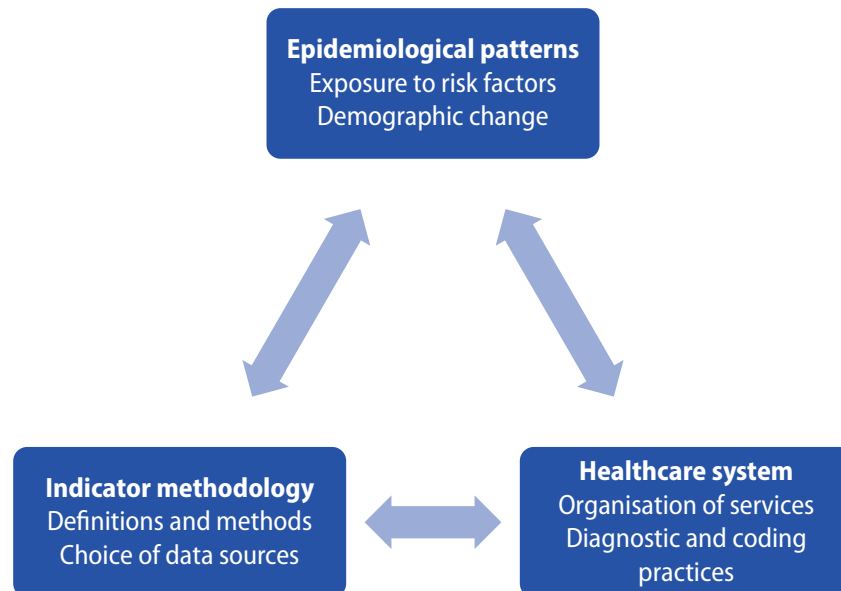 Epidemiological patterns
Exposure to risk factors
Demographic change
Indicator methodology
Definitions and methods
Choice of data sources
Healthcare system
Organisation of services
Diagnostic and coding
practices